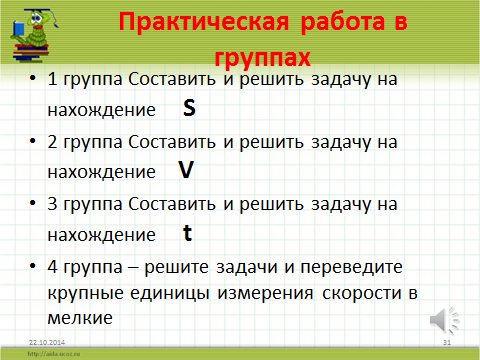 Практическая работа в
группах
• 1 группа Составить и решить задачу на
нахождение S
• 2 группа Составить и решить задачу на
нахождение V
• 3 группа Составить и решить задачу на
нахождение t
• 4 группа – решите задачи и переведите
крупные единицы измерения скорости в
мелкие
22.10.2014
31
http://aida.ucoz.ru